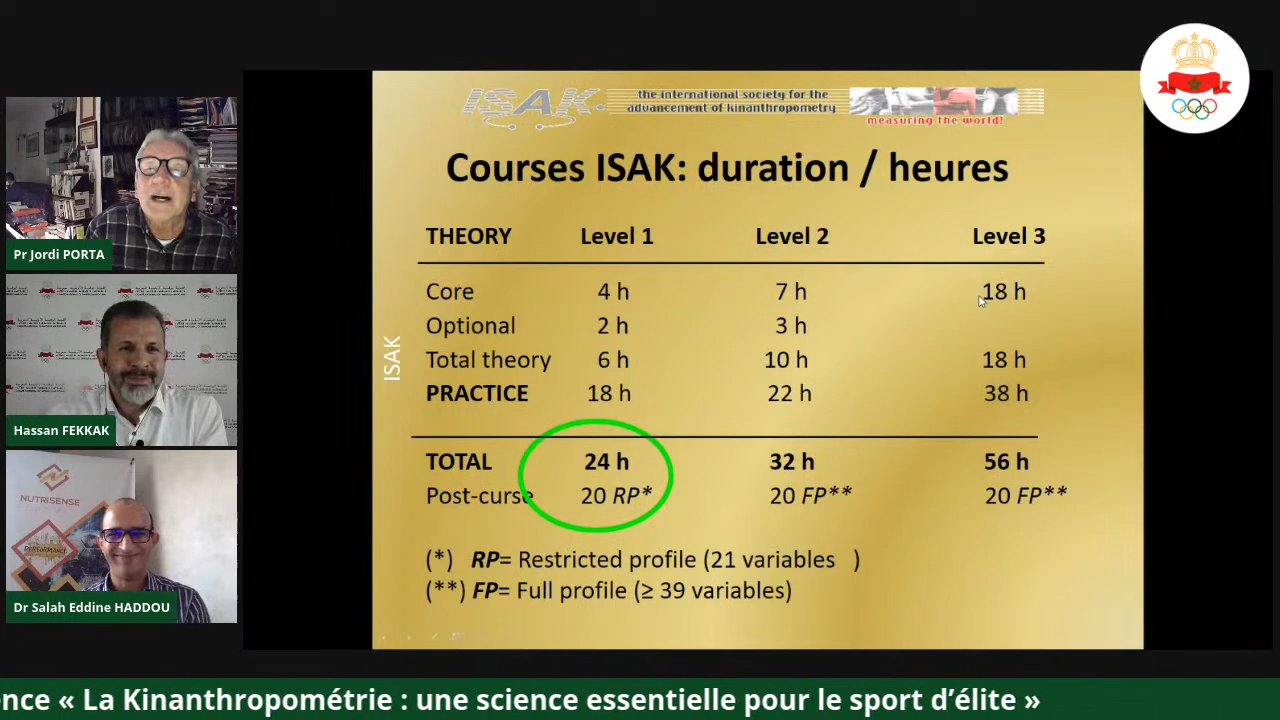 ISAK
the international society for the
advancement of kinanthropometry
measuring the world!
Courses ISAK: duration / heures
THEORY Level 1 Level 2 Level 3
Core 4 h 7 h 18 h
Optional 2 h 3 h
Total theory 6 h 10 h 18 h
PRACTICE 18 h 22 h 38 h
TOTAL 24 h 32 h 56 h
Post-curse 20 RP* 20 FP** 20 FP**
(*) RP= Restricted profile (21 variables )
(**) FP= Full profile (≥ 39 variables)
ISAK
Pr Jordi PORTA
Hassan FEKKAK
NUTRISENSE
PERFORMANCE
Dr Salah Eddine HADDOU
nce « La Kinanthropométrie : une science essentielle pour le sport d’élite »